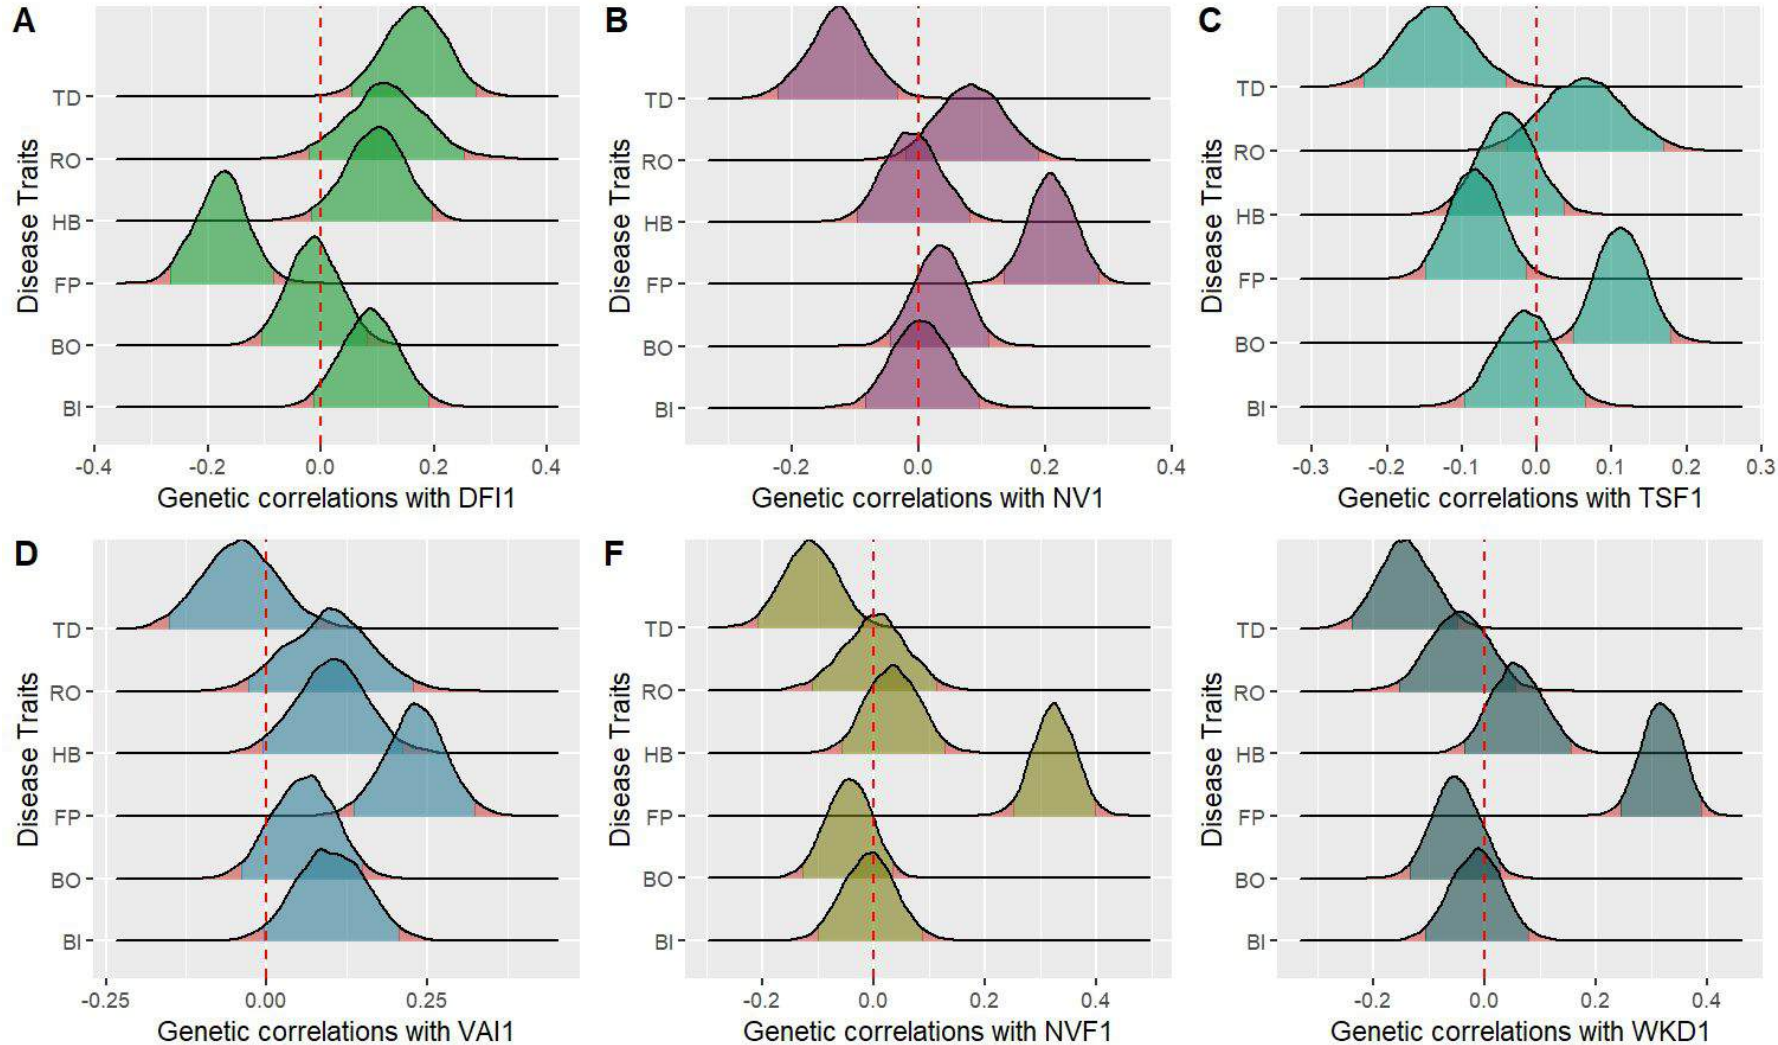 A
Disease Traits
TD
RO
HB
FP
BO
BI
-0.4 -0.2 0.0 0.2 0.4
Genetic correlations with DFI1
B
Disease Traits
TD
RO
HB
FP
BO
BI
-0.2 0.0 0.2 0.4
Genetic correlations with NV1
C
Disease Traits
TD
RO
HB
FP
BO
BI
-0.3 -0.2 -0.1 0.0 0.1 0.2 0.3
Genetic correlations with TSF1
D
Disease Traits
TD
RO
HB
FP
BO
BI
-0.25 0.00 0.25
Genetic correlations with VAI1
F
Disease Traits
TD
RO
HB
FP
BO
BI
-0.2 0.0 0.2 0.4
Genetic correlations with NVF1
Disease Traits
TD
RO
HB
FP
BO
BI
-0.2 0.0 0.2 0.4
Genetic correlations with WKD1